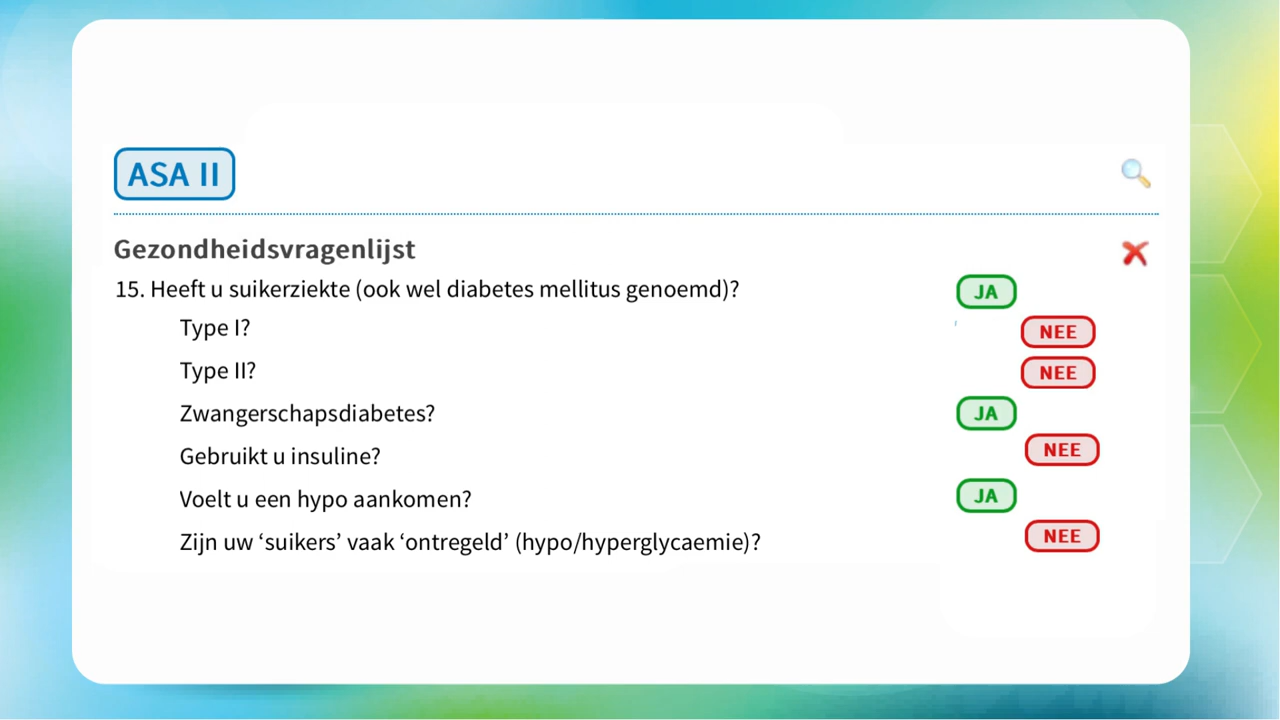 ASA II
Gezondheidsvragenlijst
15. Heeft u suikerziekte (ook wel diabetes mellitus genoemd)? JA
Type I? NEE
Type II? NEE
Zwangerschapsdiabetes? JA
Gebruikt u insuline? NEE
Voelt u een hypo aankomen? JA
Zijn uw ‘suikers’ vaak ‘ontregeld’ (hypo/hyperglycaemie)? NEE